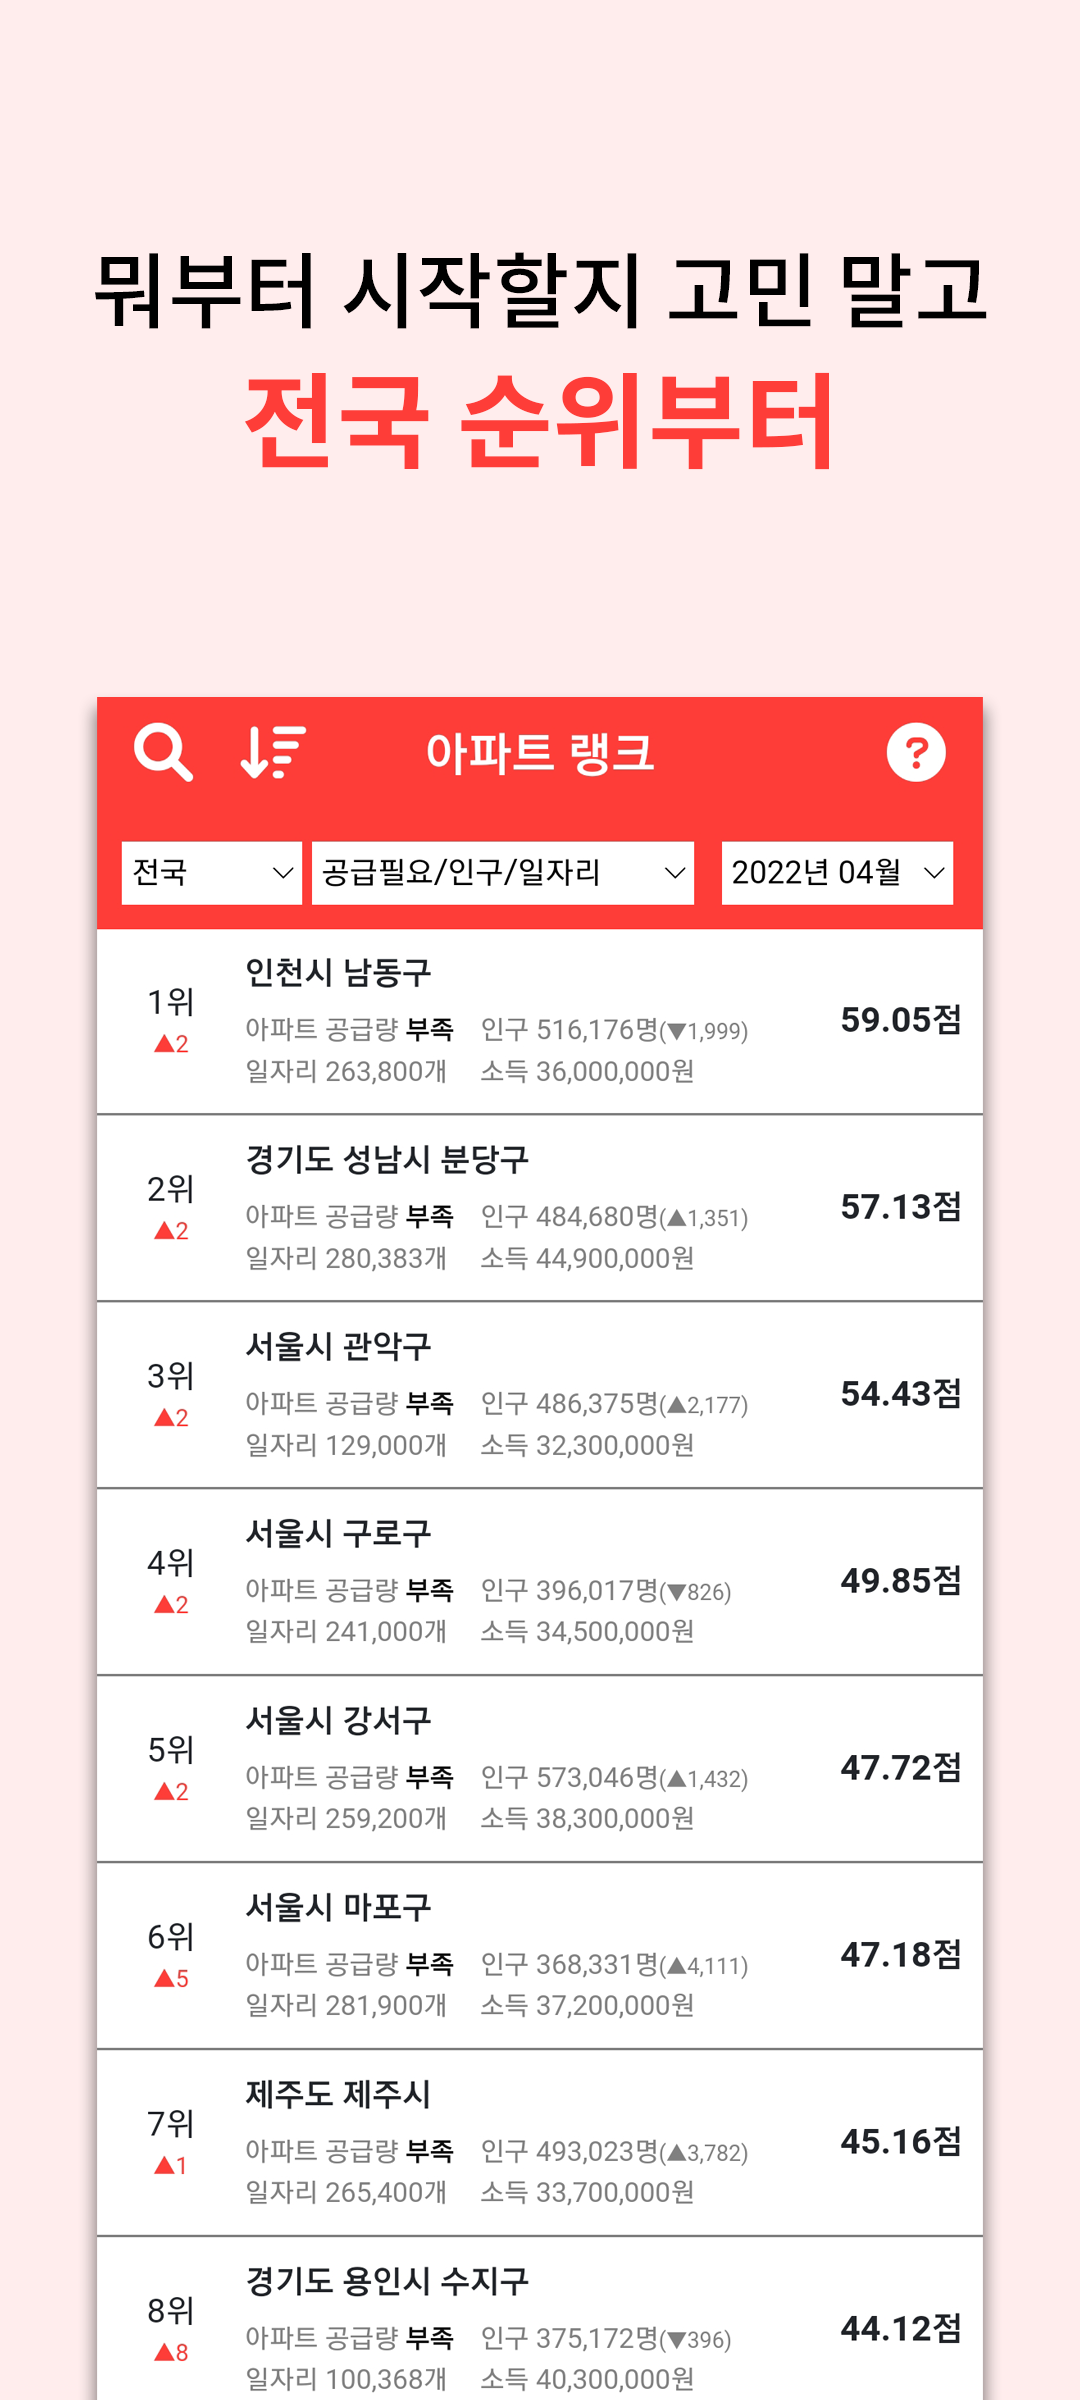 뭐부터 시작할지 고민 말고
전국 순위부터
아파트 랭크
?
전국 공급필요/인구/일자리 2022년 04월
1위
▲2
인천시 남동구
아파트 공급량 부족 인구 516,176명(▼1,999)
일자리 263,800개 소득 36,000,000원
59.05점
2위
▲2
경기도 성남시 분당구
아파트 공급량 부족 인구 484,680명(▲1,351)
일자리 280,383개 소득 44,900,000원
57.13점
3위
▲2
서울시 관악구
아파트 공급량 부족 인구 486,375명(▲2,177)
일자리 129,000개 소득 32,300,000원
54.43점
4위
▲2
서울시 구로구
아파트 공급량 부족 인구 396,017명(▼826)
일자리 241,000개 소득 34,500,000원
49.85점
5위
▲2
서울시 강서구
아파트 공급량 부족 인구 573,046명(▲1,432)
일자리 259,200개 소득 38,300,000원
47.72점
6위
▲5
서울시 마포구
아파트 공급량 부족 인구 368,331명(▲4,111)
일자리 281,900개 소득 37,200,000원
47.18점
7위
▲1
제주도 제주시
아파트 공급량 부족 인구 493,023명(▲3,782)
일자리 265,400개 소득 33,700,000원
45.16점
8위
▲8
경기도 용인시 수지구
아파트 공급량 부족 인구 375,172명(▼396)
일자리 100,368개 소득 40,300,000원
44.12점